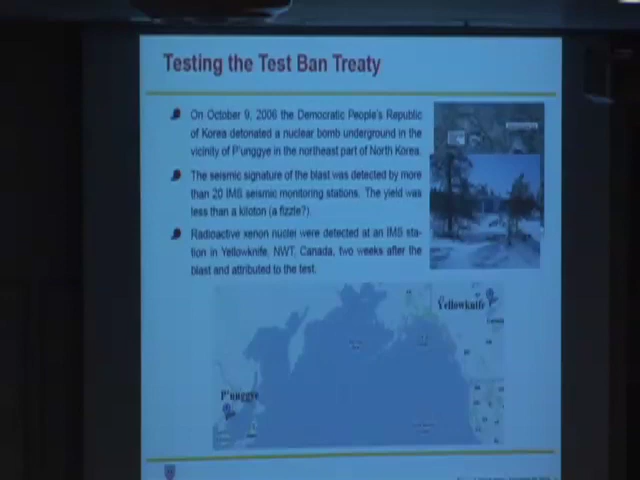 Testing the Test Ban Treaty
On October 9, 2006 the Democratic People's Republic
of Korea detonated a nuclear bomb underground in the
vicinity of P'unggye in the northeast part of North Korea.
The seismic signature of the blast was detected by more
than 20 IMS seismic monitoring stations. The yield was
less than a kiloton (a fizzle?).
Radioactive xenon nuclei were detected at an IMS sta-
tion in Yellowknife, NWT, Canada, two weeks after the
blast and attributed to the test.
Yellowknife
P'unggye